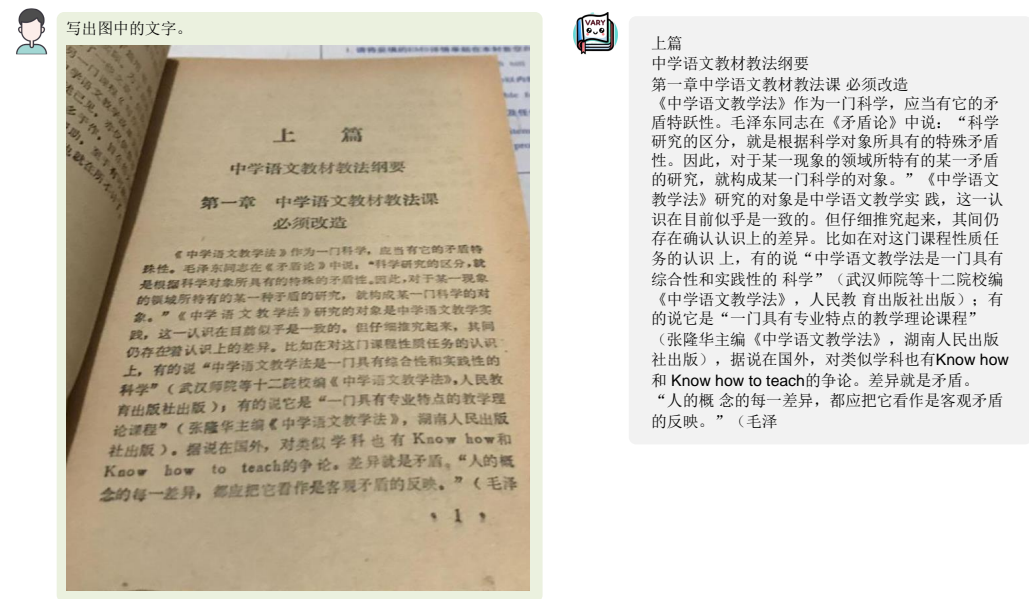 写出图中的文字。
上 篇
中学语文教材教法纲要
第一章 中学语文教材教法课
必须改造
《中学语文教学法》作为一门科学，应当有它的矛盾特
殊性。毛泽东同志在《矛盾论》中说：“科学研究的区分，就
是根据科学对象所具有的特殊的矛盾性。因此，对于某一现象
的领域所特有的某一种矛盾的研究，就构成某一门科学的对
象。”《中学语文教学法》研究的对象是中学语文教学实
践，这一认识在目前似乎是一致的。但仔细推究起来，其间
仍存在着认识上的差异。比如在对这门课程性质任务的认识
上，有的说“中学语文教学法是一门具有综合性和实践性的
科学”（武汉师院等十二院校编《中学语文教学法》，人民教
育出版社出版）；有的说它是“一门具有专业特点的教学理
论课程”（张隆华主编《中学语文教学法》，湖南人民出版
社出版）。据说在国外，对类似学科也有Know how和
Know how to teach的争论。差异就是矛盾。“人的概
念的每一差异，都应把它看作是客观矛盾的反映。”（毛泽
1
VARY
上篇
中学语文教材教法纲要
第一章中学语文教材教法课 必须改造
《中学语文教学法》作为一门科学，应当有它的矛
盾特跃性。毛泽东同志在《矛盾论》中说：“科学
研究的区分，就是根据科学对象所具有的特殊矛盾
性。因此，对于某一现象的领域所特有的某一矛盾
的研究，就构成某一门科学的对象。”《中学语文
教学法》研究的对象是中学语文教学实 践，这一认
识在目前似乎是一致的。但仔细推究起来，其间仍
存在确认认识上的差异。比如在对这门课程性质任
务的认识 上，有的说“中学语文教学法是一门具有
综合性和实践性的 科学”（武汉师院等十二院校编
《中学语文教学法》，人民教 育出版社出版）；有
的说它是“一门具有专业特点的教学理论课程”
（张隆华主编《中学语文教学法》，湖南人民出版
社出版），据说在国外，对类似学科也有Know how
和 Know how to teach的争论。差异就是矛盾。
“人的概 念的每一差异，都应把它看作是客观矛盾
的反映。”（毛泽